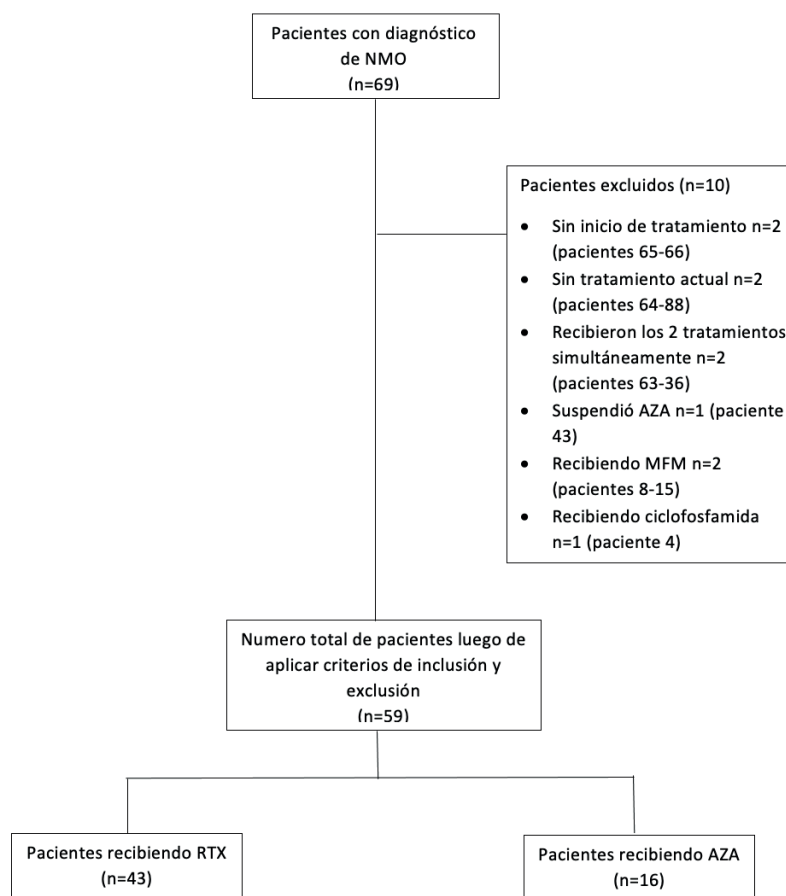 Pacientes con diagnóstico
de NMO
(n=69)
Pacientes excluidos (n=10)
• Sin inicio de tratamiento n=2
(pacientes 65-66)
• Sin tratamiento actual n=2
(pacientes 64-88)
• Recibieron los 2 tratamientos
simultáneamente n=2
(pacientes 63-36)
• Suspendió AZA n=1 (paciente
43)
• Recibiendo MFM n=2
(pacientes 8-15)
• Recibiendo ciclofosfamida
n=1 (paciente 4)
Numero total de pacientes luego de
aplicar criterios de inclusión y
exclusión
(n=59)
Pacientes recibiendo RTX
(n=43)
Pacientes recibiendo AZA
(n=16)